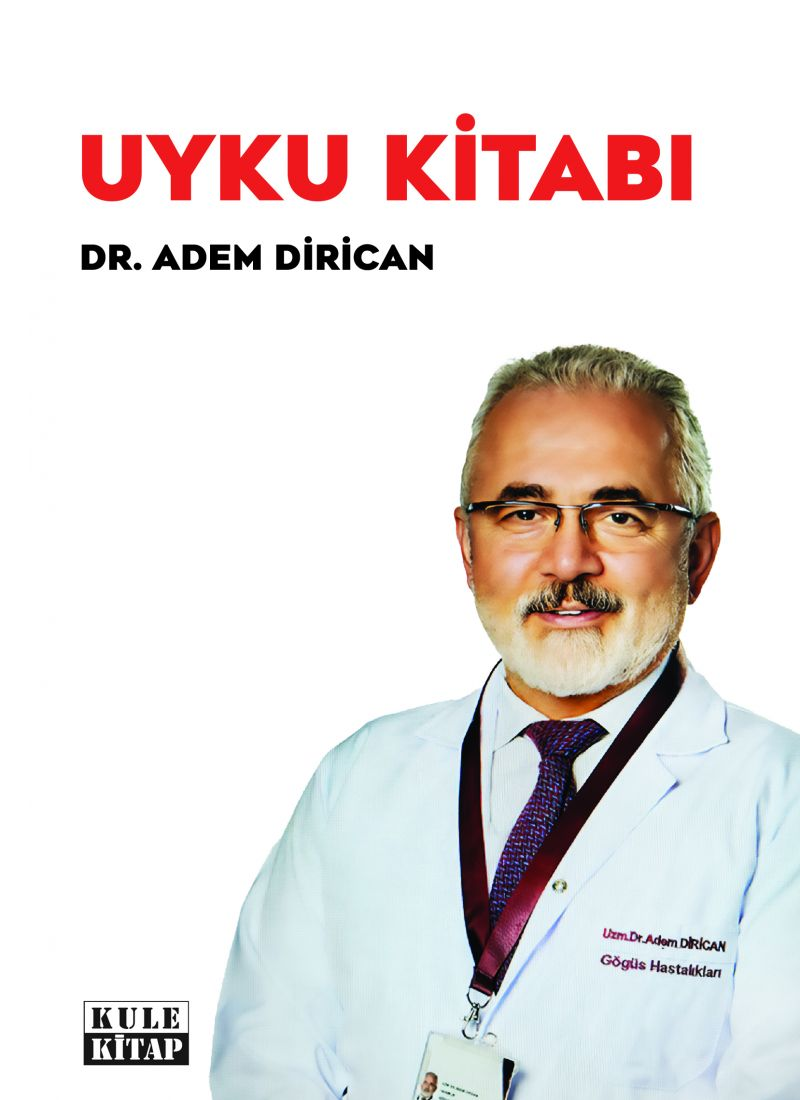 UYKU KİTABI
DR. ADEM DİRİCAN
Uzm.Dr.Adem DİRİCAN
Göğüs Hastalıkları
KULE
KİTAP